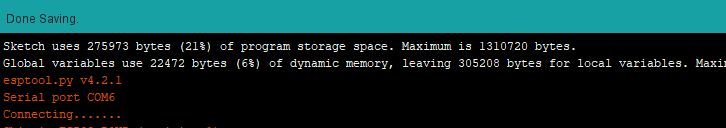 Done Saving.
Sketch uses 275973 bytes (21%) of program storage space. Maximum is 1310720 bytes.
Global variables use 22472 bytes (6%) of dynamic memory, leaving 305208 bytes for local variables.
esptool.py v4.2.1
Serial port COM6
Connecting.......